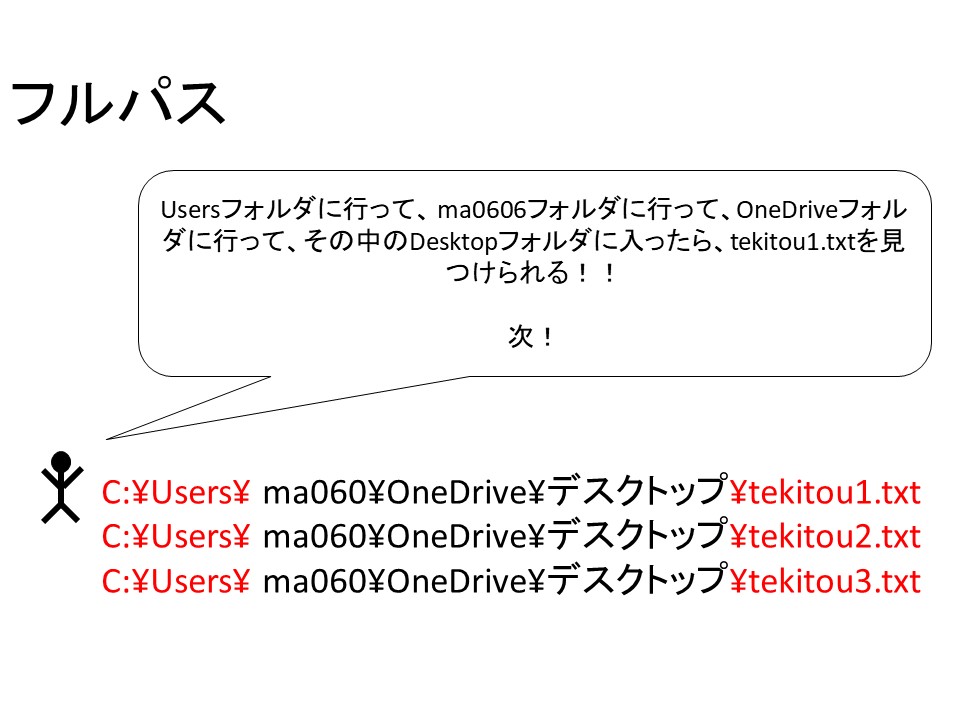 フルパス
Usersフォルダに行って、ma0606フォルダに行って、OneDriveフォル
ダに行って、その中のDesktopフォルダに入ったら、tekitou1.txtを見
つけられる！！
次！
C:¥Users¥ ma060¥OneDrive¥デスクトップ¥tekitou1.txt
C:¥Users¥ ma060¥OneDrive¥デスクトップ¥tekitou2.txt
C:¥Users¥ ma060¥OneDrive¥デスクトップ¥tekitou3.txt